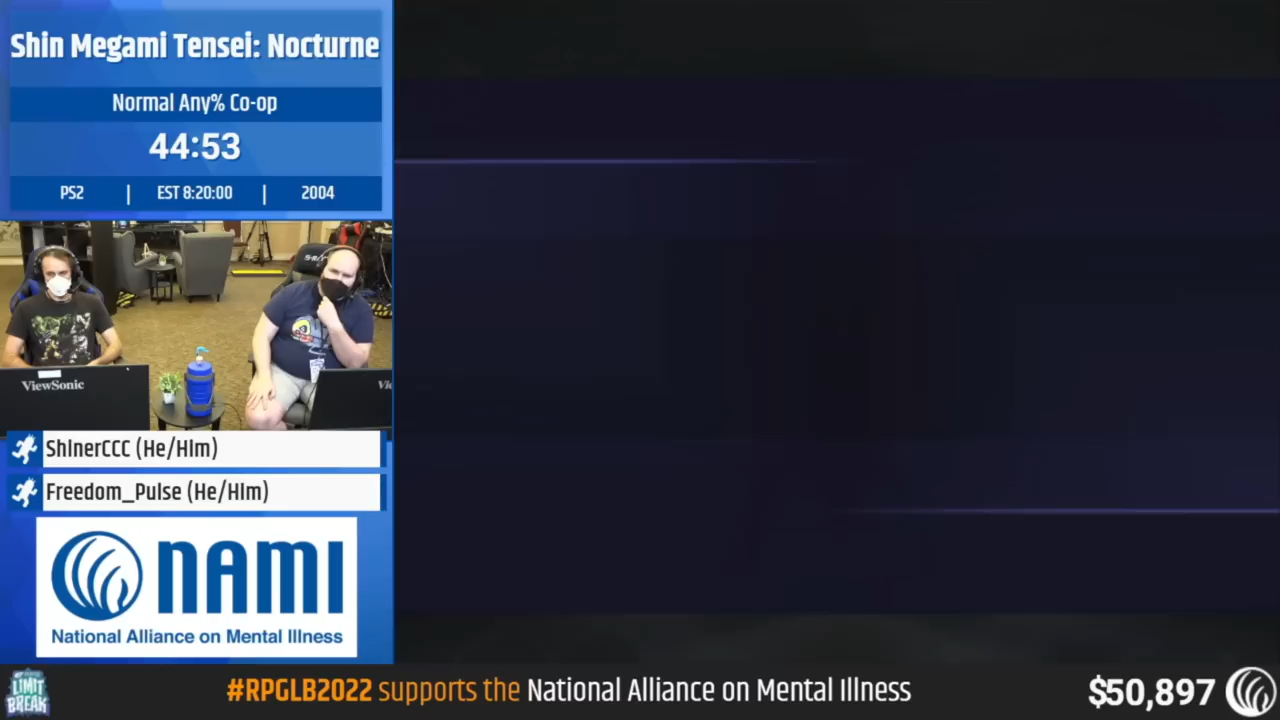 Shin Megami Tensei: Nocturne
Normal Any% Co-op
44:53
PS2 | EST 8:20:00 | 2004
ViewSonic
ShinerCCC (He/Him)
Freedom_Pulse (He/Him)
NAMI
National Alliance on Mental Illness
LIMIT BREAK
#RPGLB2022 supports the National Alliance on Mental Illness
$50,897